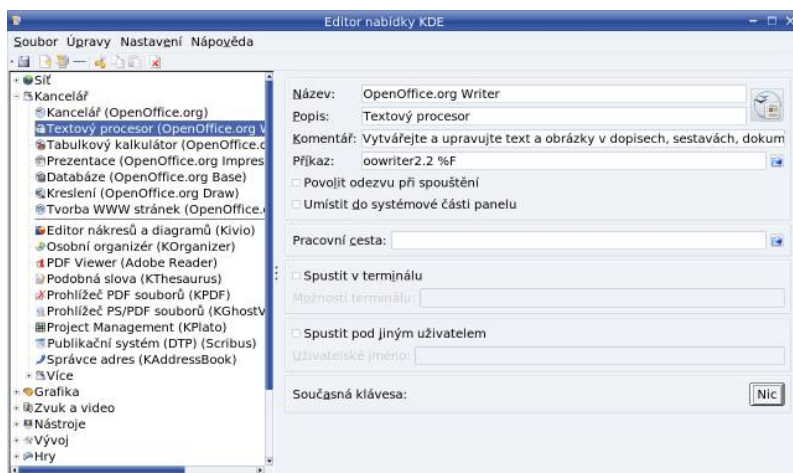 Editor nabídky KDE
Soubor Úpravy Nastavení Nápověda
Síť
Kancelář
Kancelář (OpenOffice.org)
Textový procesor (OpenOffice.org W
Tabulkový kalkulátor (OpenOffice.o
Prezentace (OpenOffice.org Impres
Databáze (OpenOffice.org Base)
Kreslení (OpenOffice.org Draw)
Tvorba WWW stránek (OpenOffice.
Editor nákresů a diagramů (Kivio)
Osobní organizér (KOrganizer)
PDF Viewer (Adobe Reader)
Podobná slova (KThesaurus)
Prohlížeč PDF souborů (KPDF)
Prohlížeč PS/PDF souborů (KGhostV
Project Management (KPlato)
Publikační systém (DTP) (Scribus)
Správce adres (KAddressBook)
Více
Grafika
Zvuk a video
Nástroje
Vývoj
Hry
Název: OpenOffice.org Writer
Popis: Textový procesor
Komentář: Vytvářejte a upravujte text a obrázky v dopisech, sestavách, dokum
Příkaz: oowriter2.2 %F
Povolit odezvu při spouštění
Umístit do systémové části panelu
Pracovní cesta:
Spustit v terminálu
Možnosti terminálu:
Spustit pod jiným uživatelem
Uživatelské jméno:
Současná klávesa: Nic